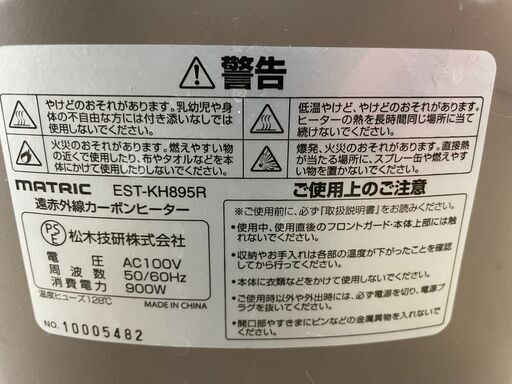 ⚠警告
やけどのおそれがあります。乳幼児や身
体の不自由な方には付き添いなしでは
使用しないでください。
火災のおそれがあります。燃えやすい物
の近くで使用したり、布やタオルなどを本
体にかけて使用しないでください。
低温やけど、やけどのおそれがあります。
ヒーターの熱を長時間同じ場所に当て
続けないでください。
爆発、火災のおそれがあります。直接熱
が当たる場所に、スプレー缶や燃えやす
い物を置かないでください。
MATRIC EST-KH895R
遠赤外線カーボンヒーター
PSE 松木技研株式会社
電圧 AC100V
周波数 50/60Hz
消費電力 900W
温度ヒューズ128℃ MADE IN CHINA
NO. 10005482
ご使用上のご注意
ご使用前に、必ず「取扱説明書」をお読みください。
・使用中、使用直後のフロントガード・本体上部には触
れないでください。
・収納やお手入れは各部の温度が下がったことを確認
してから行ってください。
・本体に衣類などをかけたりしないでください。
・ご使用時以外や外出時には、必ず電源を切り、電源プ
ラグを抜いてください。
・開口部やすきまにピンなどの金属異物を入れないでく
ださい。